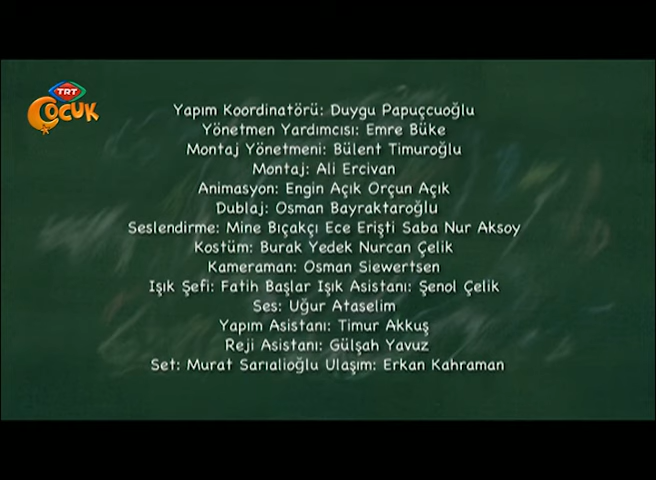 TRT
ÇOCUK
Yapım Koordinatörü: Duygu Papuçcuoğlu
Yönetmen Yardımcısı: Emre Büke
Montaj Yönetmeni: Bülent Timuroğlu
Montaj: Ali Ercivan
Animasyon: Engin Açık Orçun Açık
Dublaj: Osman Bayraktaroğlu
Seslendirme: Mine Bıçakçı Ece Erişti Saba Nur Aksoy
Kostüm: Burak Yedek Nurcan Çelik
Kameraman: Osman Siewertsen
Işık Şefi: Fatih Başlar Işık Asistanı: Şenol Çelik
Ses: Uğur Ataselim
Yapım Asistanı: Timur Akkuş
Reji Asistanı: Gülşah Yavuz
Set: Murat Sarıalioğlu Ulaşım: Erkan Kahraman